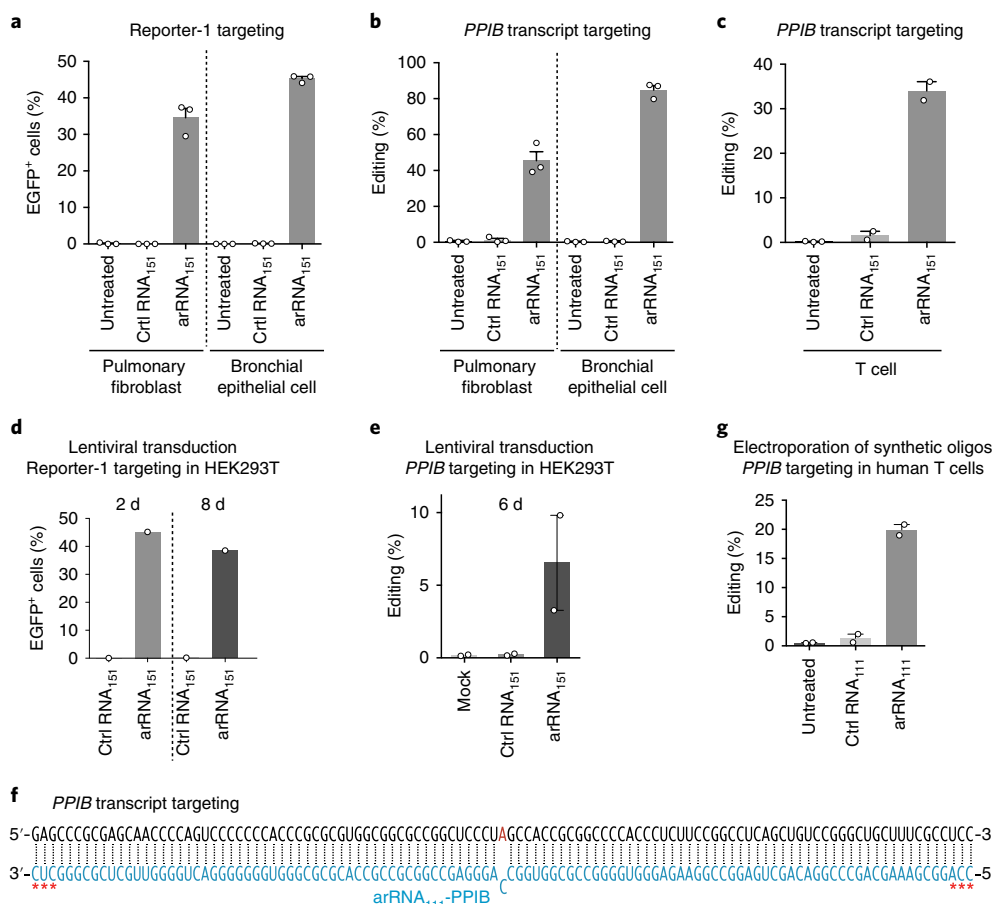 a
Reporter-1 targeting
EGFP⁺ cells (%)
50
40
30
20
10
0
Untreated
Crtl RNA₁₅₁
arRNA₁₅₁
Untreated
Crtl RNA₁₅₁
arRNA₁₅₁
Pulmonary fibroblast
Bronchial epithelial cell
b
PPIB transcript targeting
Editing (%)
100
80
60
40
20
0
Untreated
Ctrl RNA₁₅₁
arRNA₁₅₁
Untreated
Ctrl RNA₁₅₁
arRNA₁₅₁
Pulmonary fibroblast
Bronchial epithelial cell
c
PPIB transcript targeting
Editing (%)
40
30
20
10
0
Untreated
Ctrl RNA₁₅₁
arRNA₁₅₁
T cell
d
Lentiviral transduction
Reporter-1 targeting in HEK293T
2 d
8 d
EGFP⁺ cells (%)
50
40
30
20
10
0
Ctrl RNA₁₅₁
arRNA₁₅₁
Ctrl RNA₁₅₁
arRNA₁₅₁
e
Lentiviral transduction
PPIB targeting in HEK293T
6 d
Editing (%)
10
5
0
Mock
Ctrl RNA₁₅₁
arRNA₁₅₁
g
Electroporation of synthetic oligos
PPIB targeting in human T cells
Editing (%)
25
20
15
10
5
0
Untreated
Ctrl RNA₁₁₁
arRNA₁₁₁
f
PPIB transcript targeting
5′-GAGCCCGCGAGCAACCCCAGUCCCCCCCACCCGCGCGUGGCGGCGCCGGCUCCCUAGCCACCGCGGCCCCACCCUCUUCCGGCCUCAGCUGUCCGGGCUGCUUUCGCCUCC-3
3′-CUCGGGCGCUCGUUGGGGUCAGGGGGGGUGGGCGCGCACCGCCGCGGCCGAGGGACCGGUGGCGCCGGGGUGGGAGAAGGCCGGAGUCGACAGGCCCGACGAAAGCGGACC-5
*** ***
arRNA₁₁₁-PPIB